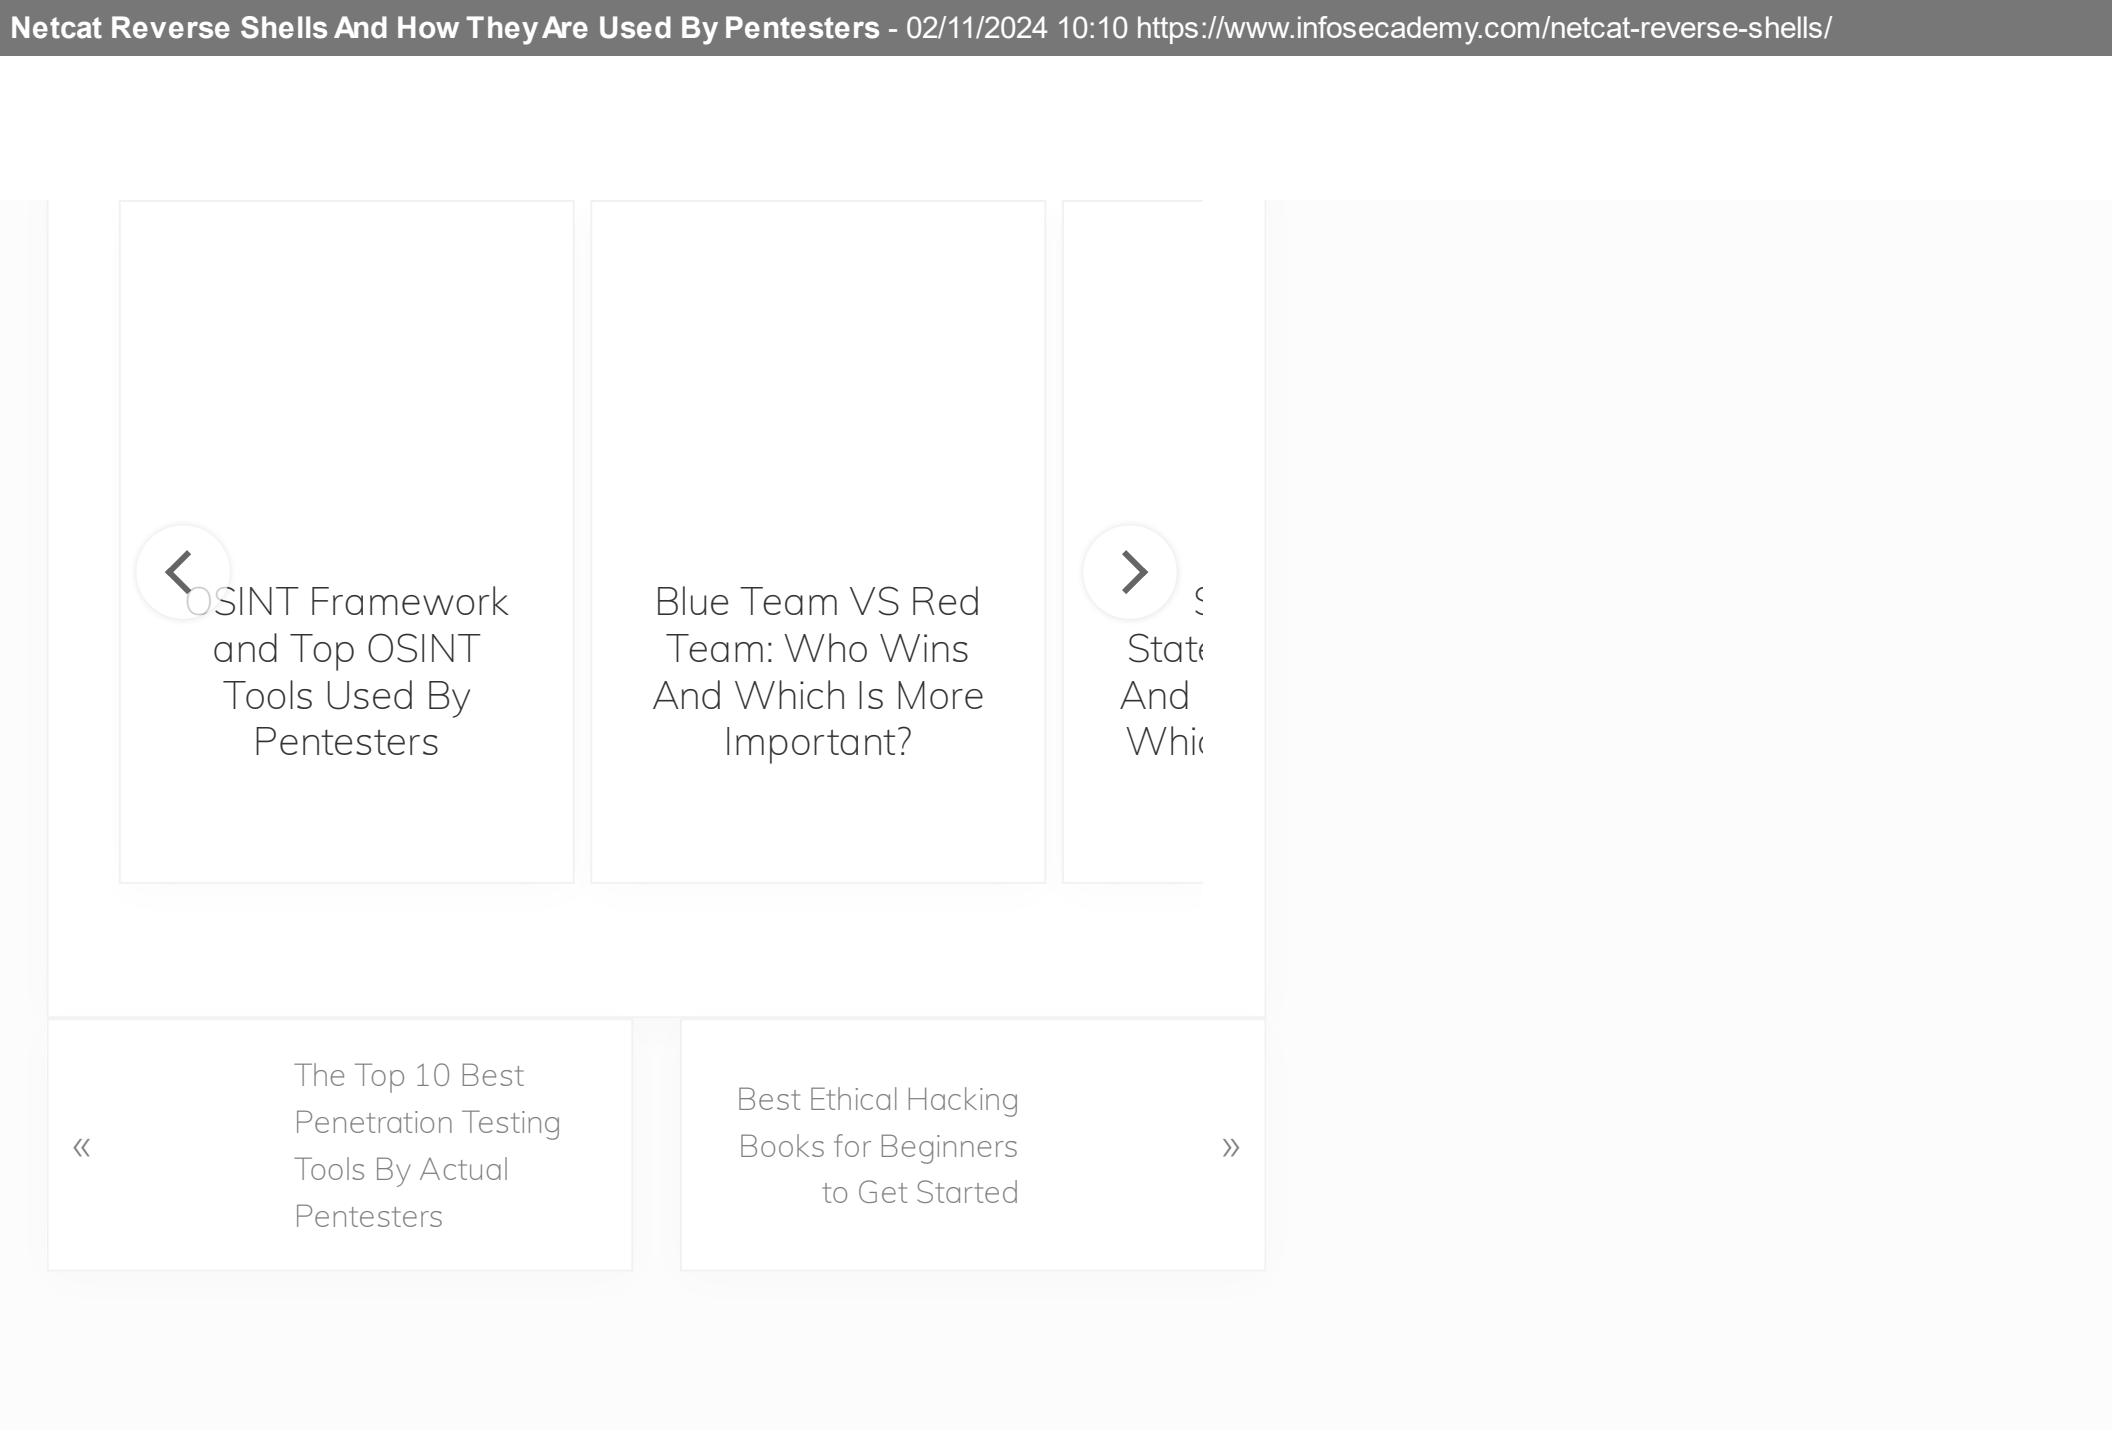 Netcat Reverse Shells And How They Are Used By Pentesters - 02/11/2024 10:10 https://www.infosecademy.com/netcat-reverse-shells/
OSINT Framework
and Top OSINT
Tools Used By
Pentesters
Blue Team VS Red
Team: Who Wins
And Which Is More
Important?
And
«
The Top 10 Best
Penetration Testing
Tools By Actual
Pentesters
Best Ethical Hacking
Books for Beginners
to Get Started
»